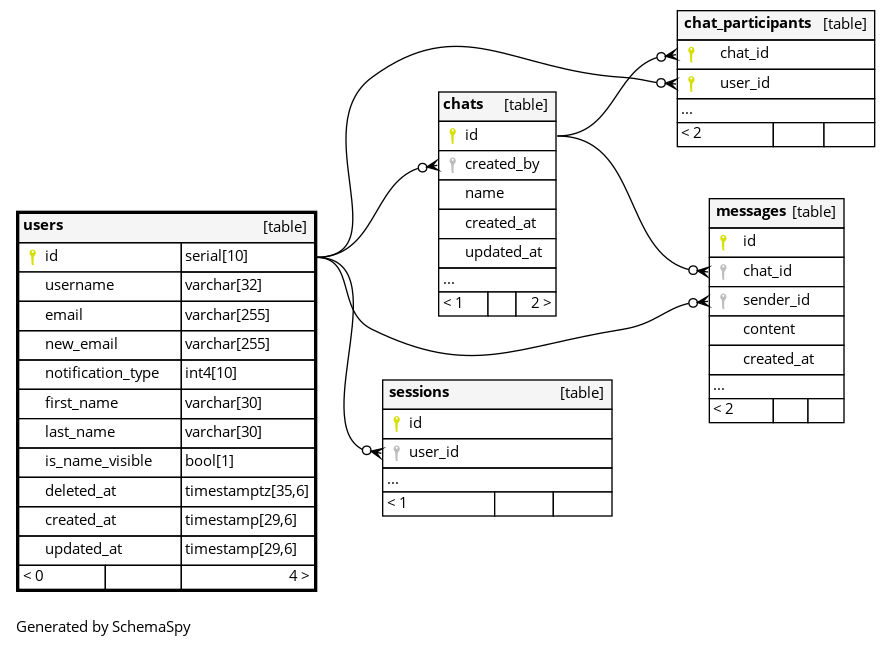 chat_participants [table]
chat_id
user_id
...
< 2
chats [table]
id
created_by
name
created_at
updated_at
...
< 1 2 >
messages [table]
id
chat_id
sender_id
content
created_at
...
< 2
users [table]
id serial[10]
username varchar[32]
email varchar[255]
new_email varchar[255]
notification_type int4[10]
first_name varchar[30]
last_name varchar[30]
is_name_visible bool[1]
deleted_at timestamptz[35,6]
created_at timestamp[29,6]
updated_at timestamp[29,6]
< 0 4 >
sessions [table]
id
user_id
...
< 1
Generated by SchemaSpy